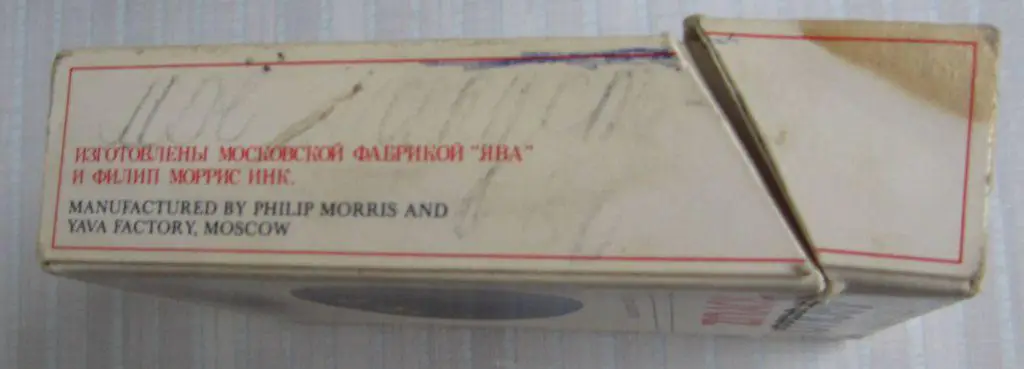 ИЗГОТОВЛЕНЫ МОСКОВСКОЙ ФАБРИКОЙ "ЯВА"
И ФИЛИП МОРРИС ИНК.
MANUFACTURED BY PHILIP MORRIS AND
YAVA FACTORY, MOSCOW